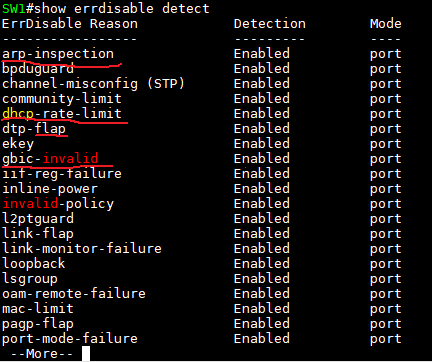 SW1#show errdisable detect
ErrDisable Reason            Detection        Mode
-----------------            ---------        ----
arp-inspection               Enabled          port
bpduguard                    Enabled          port
channel-misconfig (STP)      Enabled          port
community-limit              Enabled          port
dhcp-rate-limit              Enabled          port
dtp-flap                     Enabled          port
ekey                         Enabled          port
gbic-invalid                 Enabled          port
iif-reg-failure              Enabled          port
inline-power                 Enabled          port
invalid-policy               Enabled          port
l2ptguard                    Enabled          port
link-flap                    Enabled          port
link-monitor-failure         Enabled          port
loopback                     Enabled          port
lsgroup                      Enabled          port
oam-remote-failure           Enabled          port
mac-limit                    Enabled          port
pagp-flap                    Enabled          port
port-mode-failure            Enabled          port
--More--